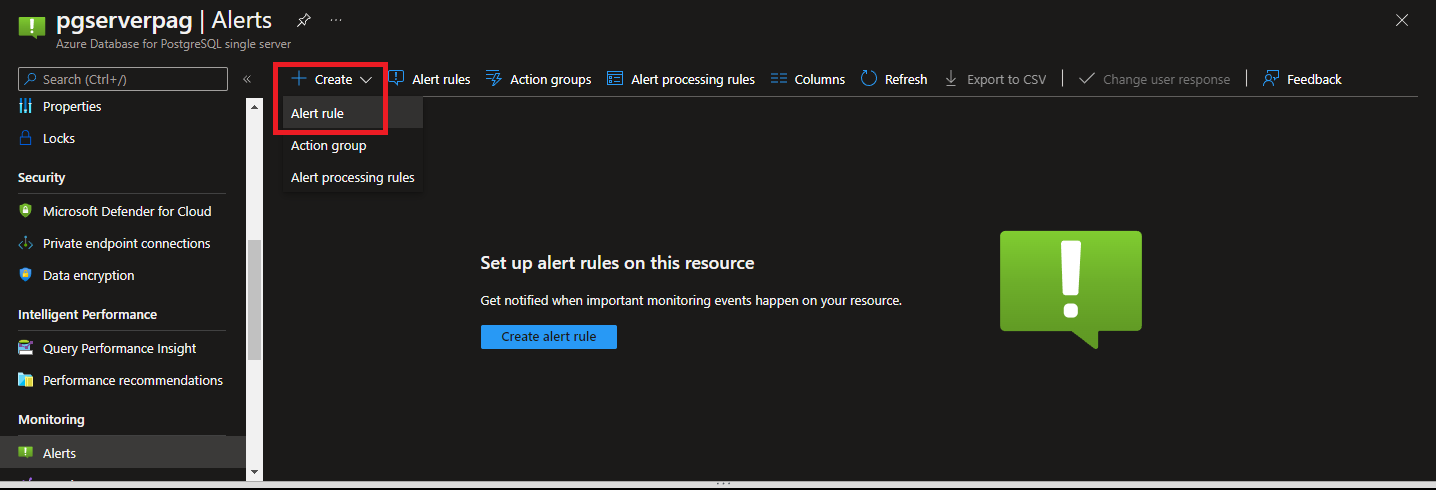 pgserverpag | Alerts
Azure Database for PostgreSQL single server
Search (Ctrl+/)
Properties
Locks
Security
Microsoft Defender for Cloud
Private endpoint connections
Data encryption
Intelligent Performance
Query Performance Insight
Performance recommendations
Monitoring
Alerts
Create
Alert rules
Action groups
Alert processing rules
Columns
Refresh
Export to CSV
Change user response
Feedback
Alert rule
Action group
Alert processing rules
Set up alert rules on this resource
Get notified when important monitoring events happen on your resource.
Create alert rule